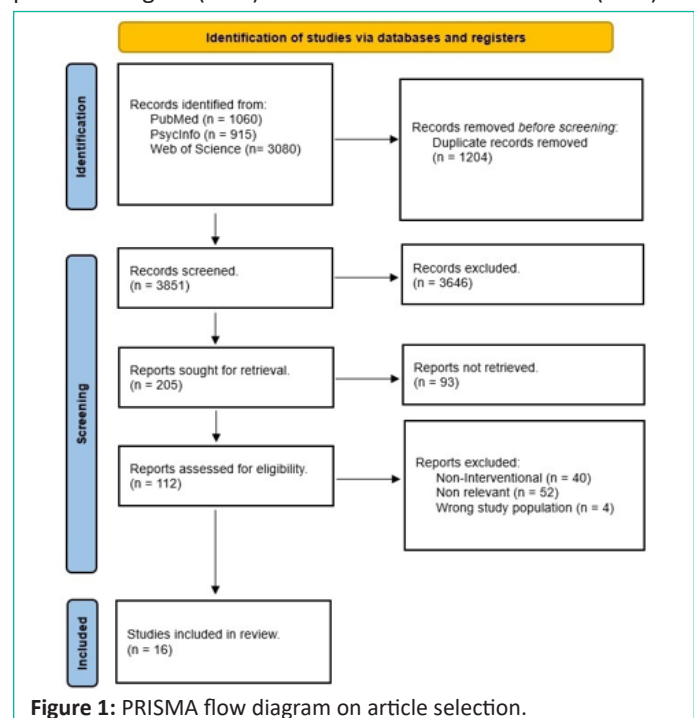 Identification of studies via databases and registers
Identification
Records identified from:
PubMed (n = 1060)
PsycInfo (n = 915)
Web of Science (n= 3080)
Records removed before screening:
Duplicate records removed
(n = 1204)
Screening
Records screened.
(n = 3851)
Records excluded.
(n = 3646)
Reports sought for retrieval.
(n = 205)
Reports not retrieved.
(n = 93)
Reports assessed for eligibility.
(n = 112)
Reports excluded:
Non-Interventional (n = 40)
Non relevant (n = 52)
Wrong study population (n = 4)
Included
Studies included in review.
(n = 16)
Figure 1: PRISMA flow diagram on article selection.